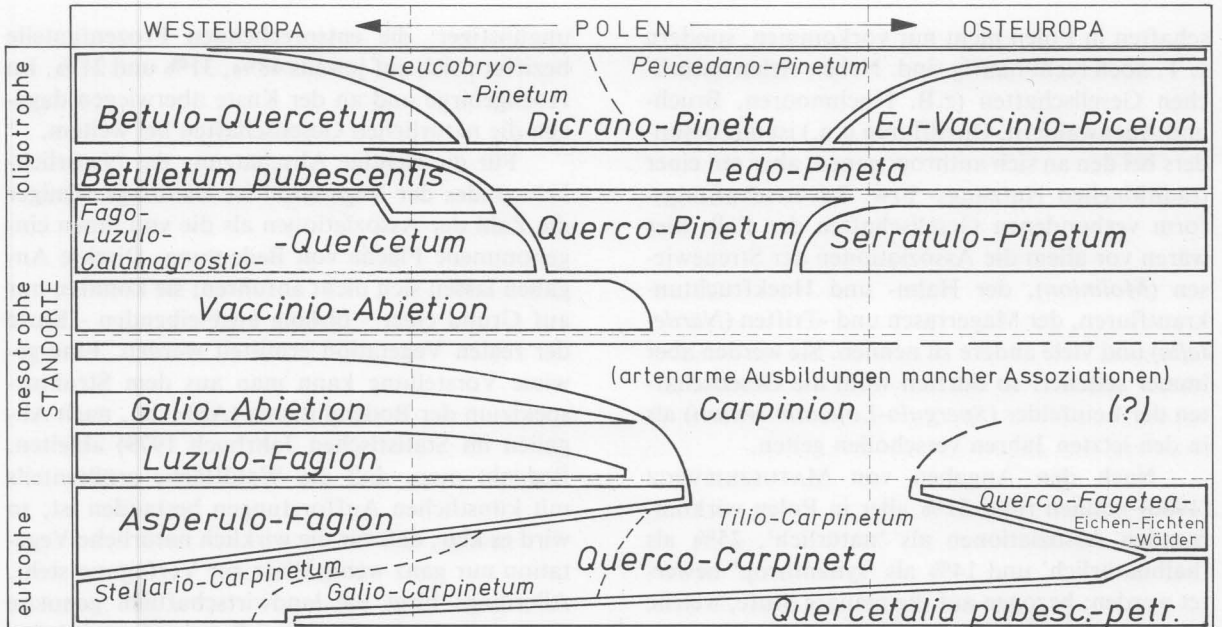 WESTEUROPA POLEN OSTEUROPA
oligotrophe
mesotrophe
eutrophe
STANDORTE
Leucobryo-
-Pinetum
Peucedano-Pinetum
Betulo-Quercetum
Dicrano-Pineta
Eu-Vaccinio-Piceion
Betuletum pubescentis
Ledo-Pineta
Fago-
Luzulo-
Calamagrostio-
-Quercetum
Querco-Pinetum
Serratulo-Pinetum
Vaccinio-Abietion
(artenarme Ausbildungen mancher Assoziationen)
Galio-Abietion
Carpinion
(?)
Luzulo-Fagion
Asperulo-Fagion
Tilio-Carpinetum
Querco-Fagetea-
Eichen-Fichten
-Wälder
Stellario-Carpinetum
Galio-Carpinetum
Querco-Carpineta
Quercetalia pubesc.-petr.